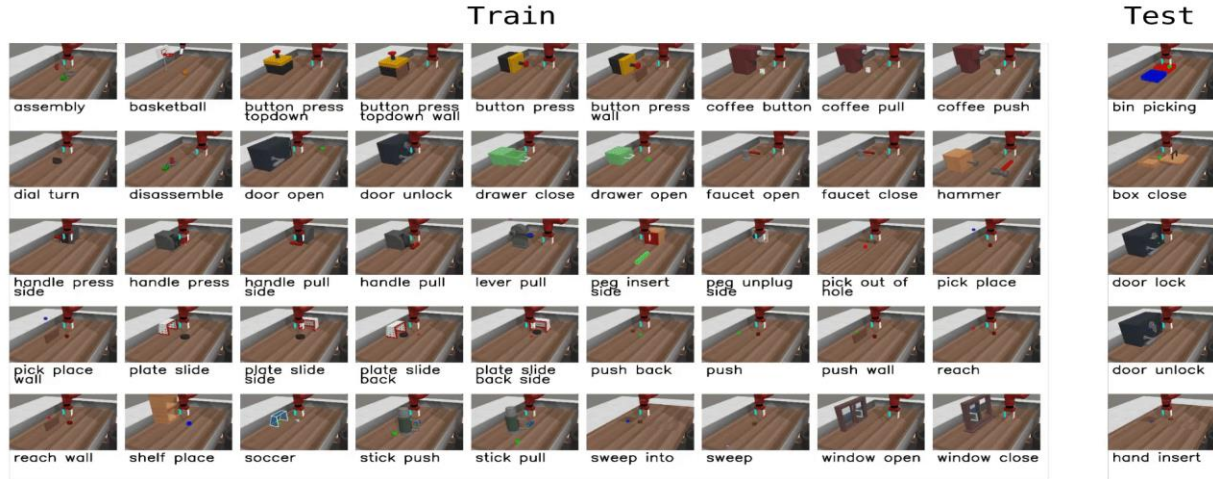 Train
Test
assembly
basketball
button press
topdown
button press
topdown wall
button press
button press
wall
coffee button
coffee pull
coffee push
bin picking
dial turn
disassemble
door open
door unlock
drawer close
drawer open
faucet open
faucet close
hammer
box close
handle press
side
handle press
handle pull
side
handle pull
lever pull
peg insert
side
peg unplug
side
pick out of
hole
pick place
door lock
pick place
wall
plate slide
plate slide
side
plate slide
back
plate slide
back side
push back
push
push wall
reach
door unlock
reach wall
shelf place
soccer
stick push
stick pull
sweep into
sweep
window open
window close
hand insert